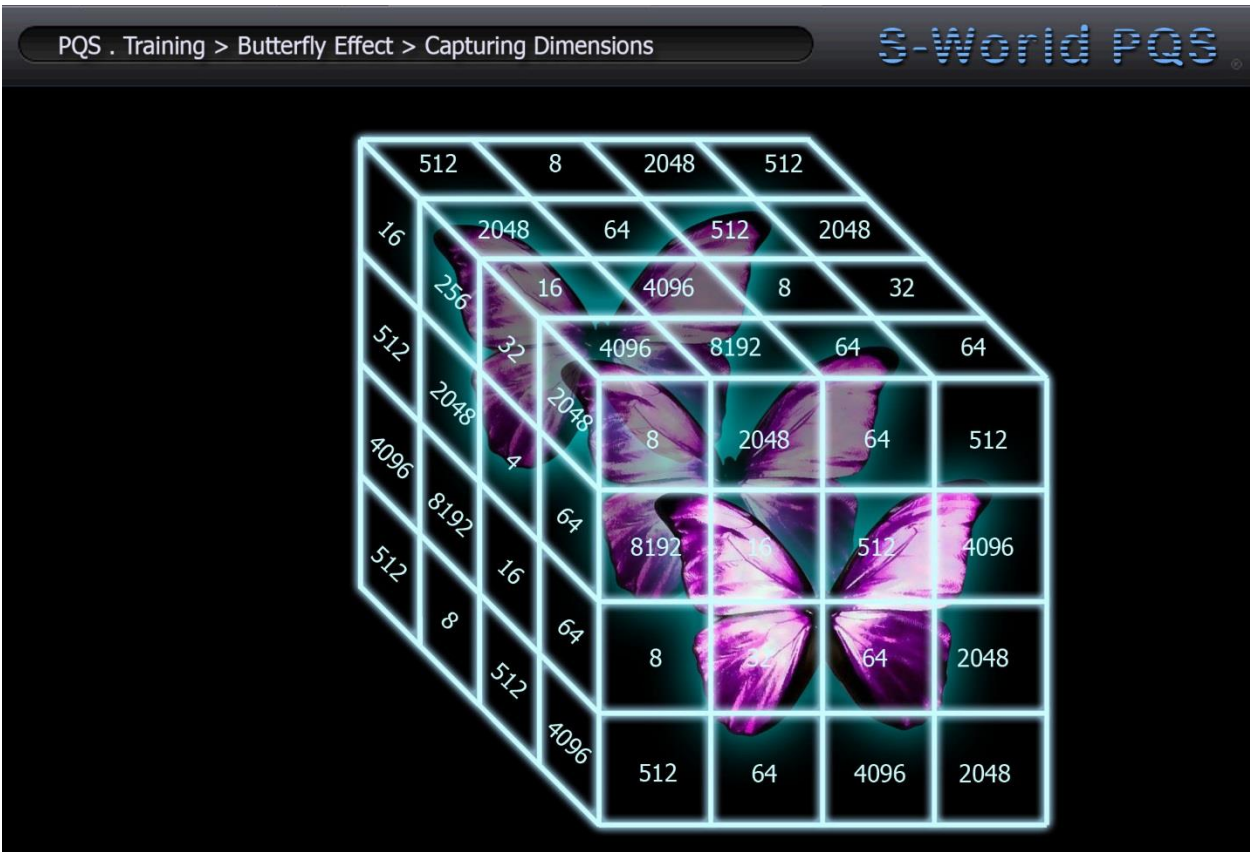 PQS . Training > Butterfly Effect > Capturing Dimensions
S-World PQS ®
512 8 2048 512
2048 64 512 2048
16 4096 8 32
4096 8192 64 64
16 256 32 2048
512 2048 4 64
4096 8192 16 64
512 8 512 4096
8 2048 64 512
8192 16 512 4096
8 32 64 2048
512 64 4096 2048